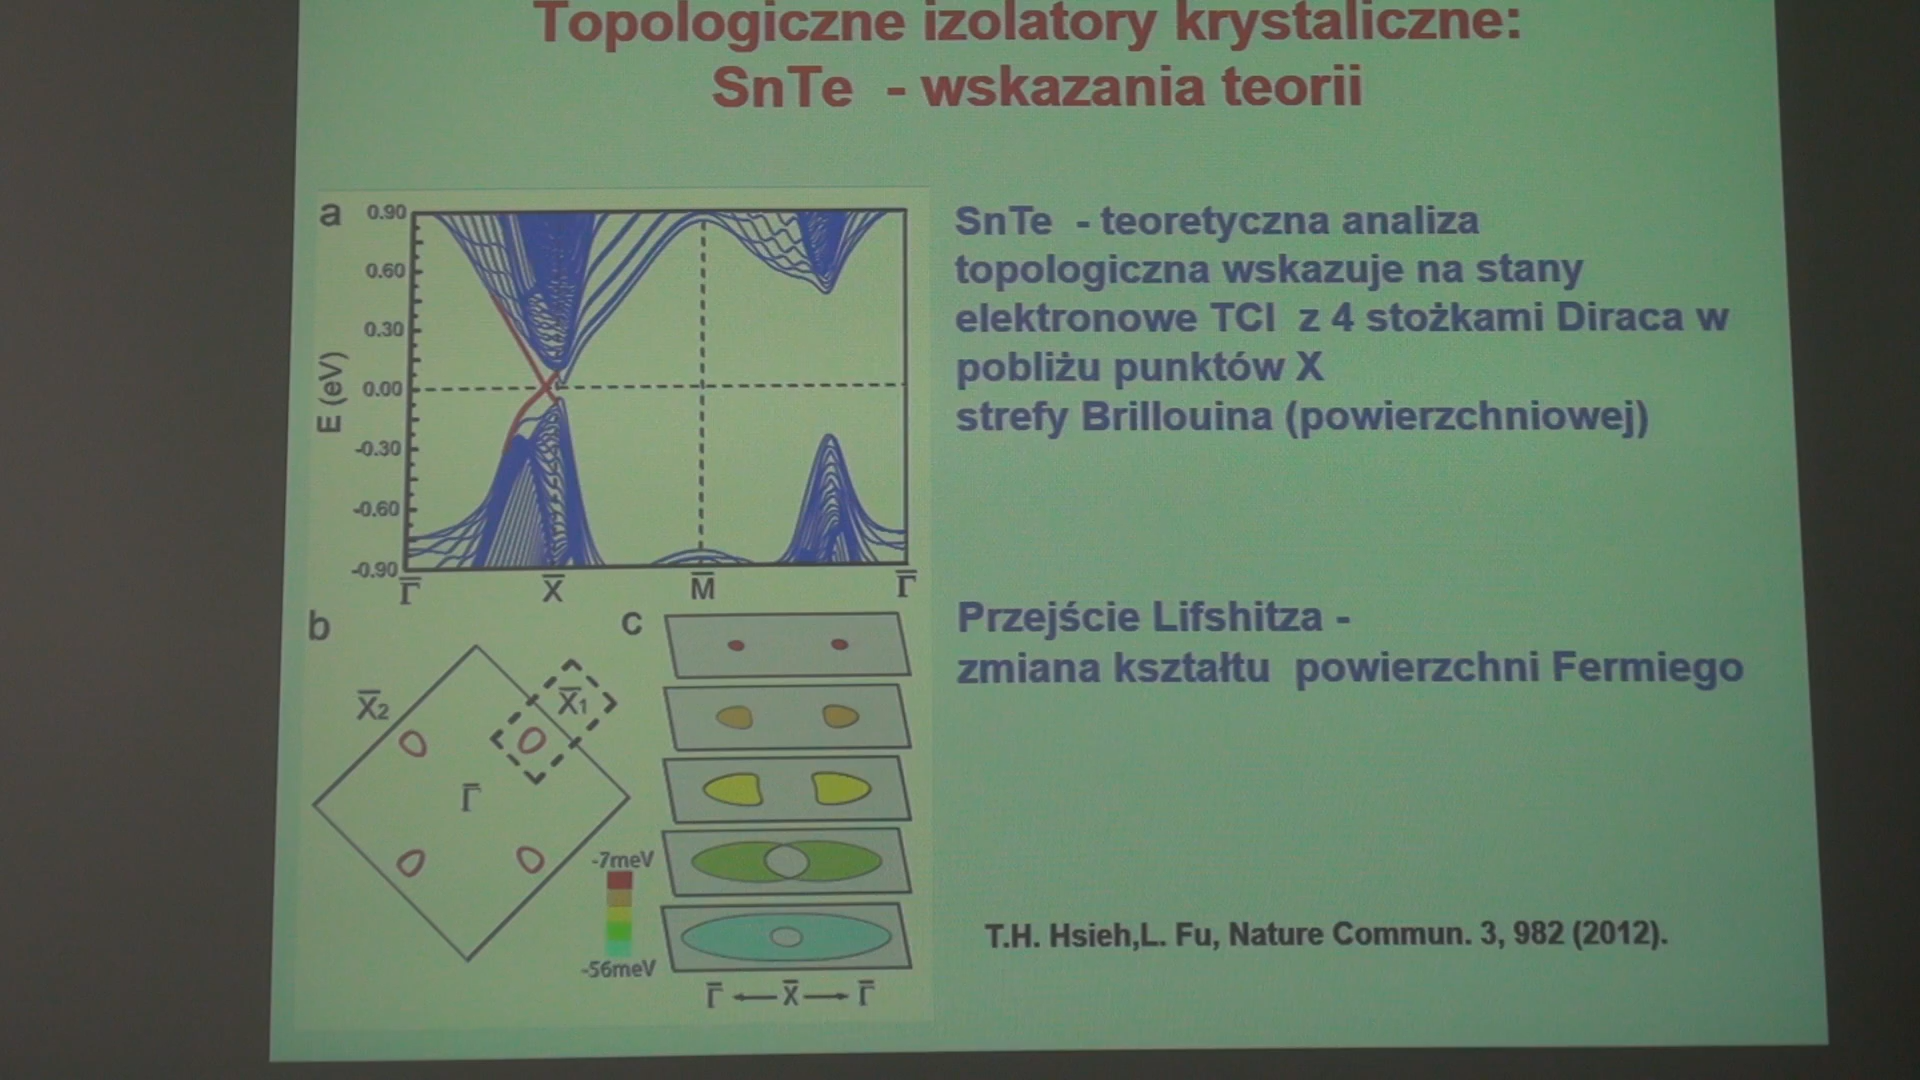 Topologiczne izolatory krystaliczne:
SnTe - wskazania teorii
a
0.90
0.60
0.30
0.00
-0.30
-0.60
-0.90
E (eV)
Γ̅ X̅ M̅ Γ̅
SnTe - teoretyczna analiza
topologiczna wskazuje na stany
elektronowe TCI z 4 stożkami Diraca w
pobliżu punktów X
strefy Brillouina (powierzchniowej)
b
X̅2
X̅1
Γ̅
c
-7meV
-56meV
Γ̅ ← X̅ → Γ̅
Przejście Lifshitza -
zmiana kształtu powierzchni Fermiego
T.H. Hsieh,L. Fu, Nature Commun. 3, 982 (2012).